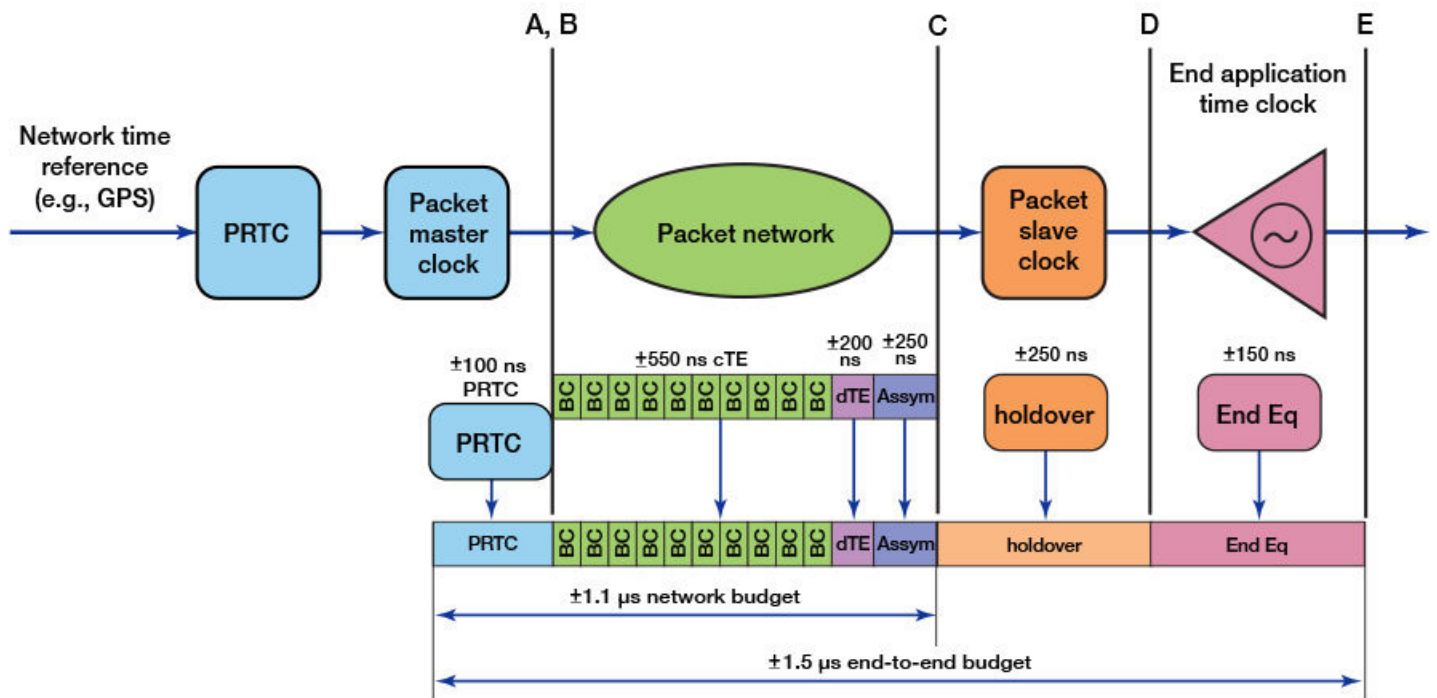 A, B
C
D
E
End application
time clock
Network time
reference
(e.g., GPS)
PRTC
Packet
master
clock
Packet network
Packet
slave
clock
±100 ns
PRTC
±550 ns cTE
±200
ns
±250
ns
±250 ns
±150 ns
PRTC
BC BC BC BC BC BC BC BC BC BC dTE Assym
holdover
End Eq
PRTC BC BC BC BC BC BC BC BC BC BC dTE Assym holdover End Eq
±1.1 µs network budget
±1.5 µs end-to-end budget